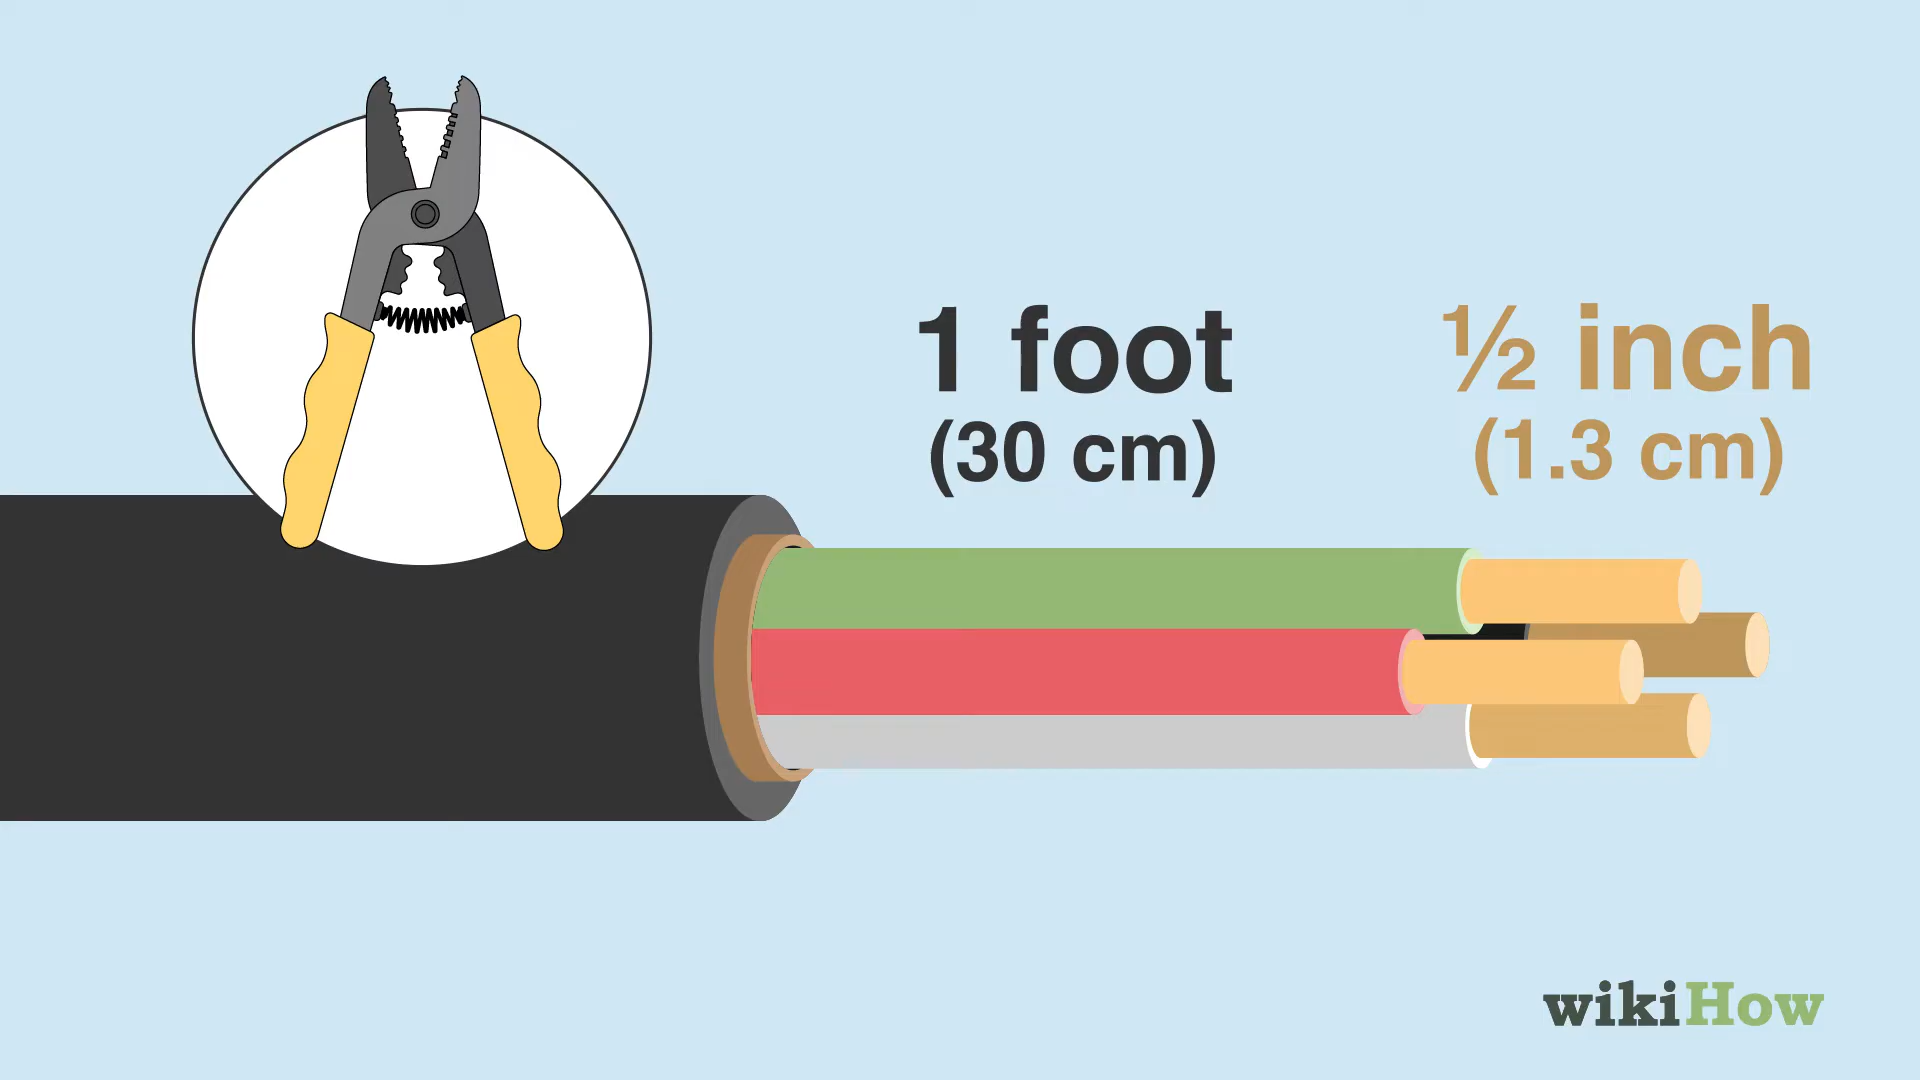 1 foot
(30 cm)
½ inch
(1.3 cm)
wikiHow